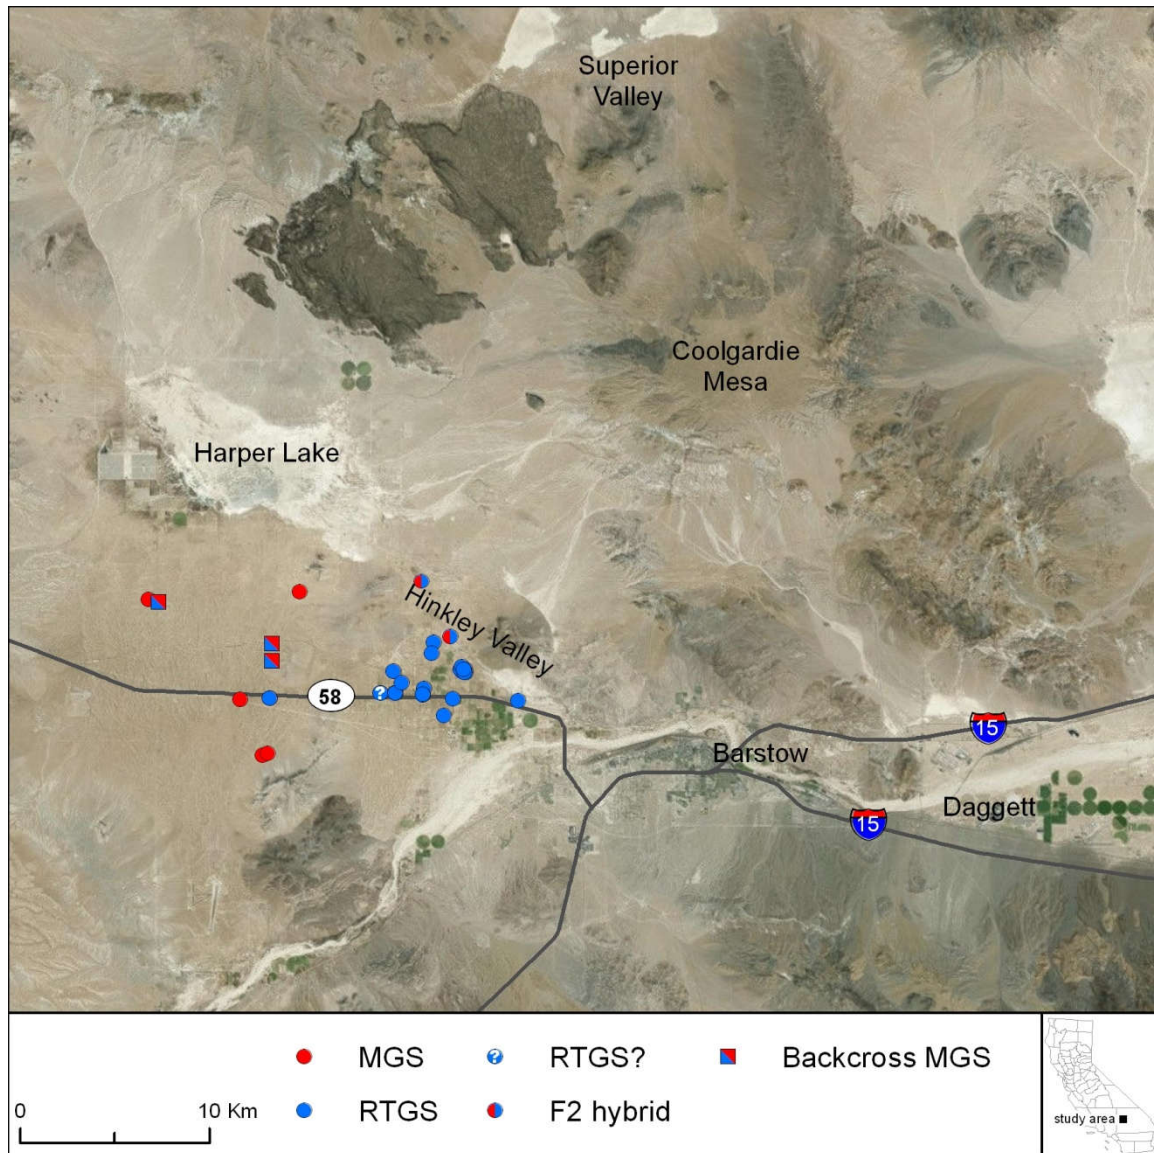 Superior
Valley
Coolgardie
Mesa
Harper Lake
Hinkley Valley
?
58
15
Barstow
Daggett
15
MGS
RTGS?
Backcross MGS
RTGS
F2 hybrid
0
10 Km
study area
?